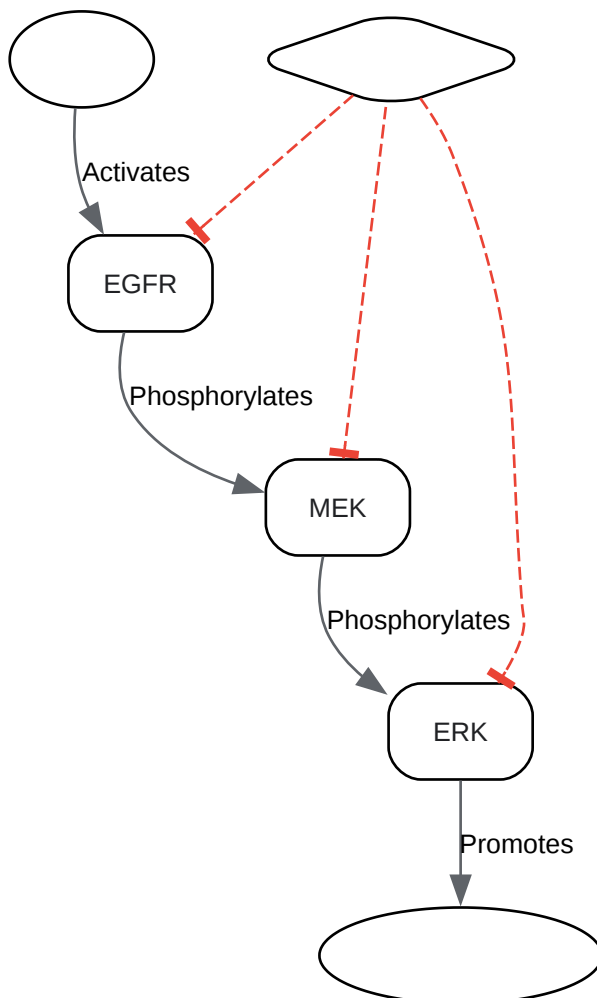 Activates
EGFR
Phosphorylates
MEK
Phosphorylates
ERK
Promotes